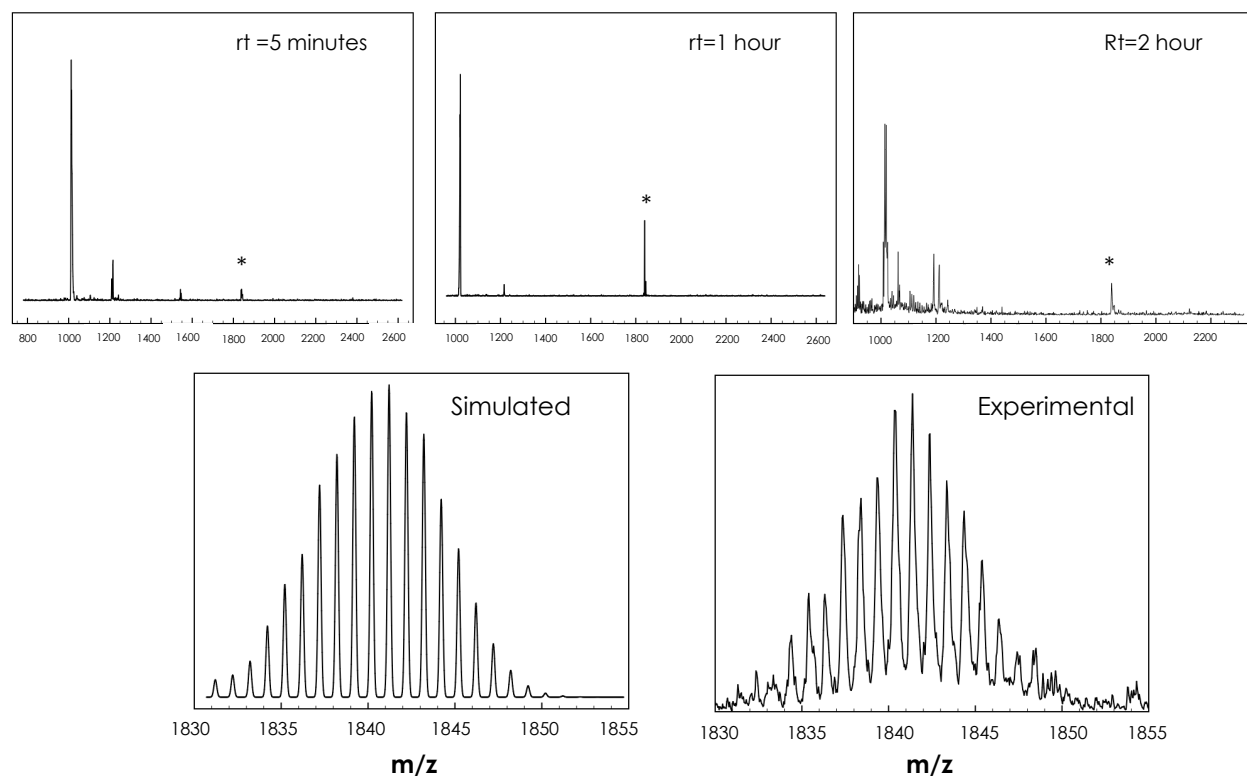 rt =5 minutes
*
800 1000 1200 1400 1600 1800 2000 2200 2400 2600
rt=1 hour
*
1000 1200 1400 1600 1800 2000 2200 2400 2600
Rt=2 hour
*
1000 1200 1400 1600 1800 2000 2200
Simulated
1830 1835 1840 1845 1850 1855
m/z
Experimental
1830 1835 1840 1845 1850 1855
m/z